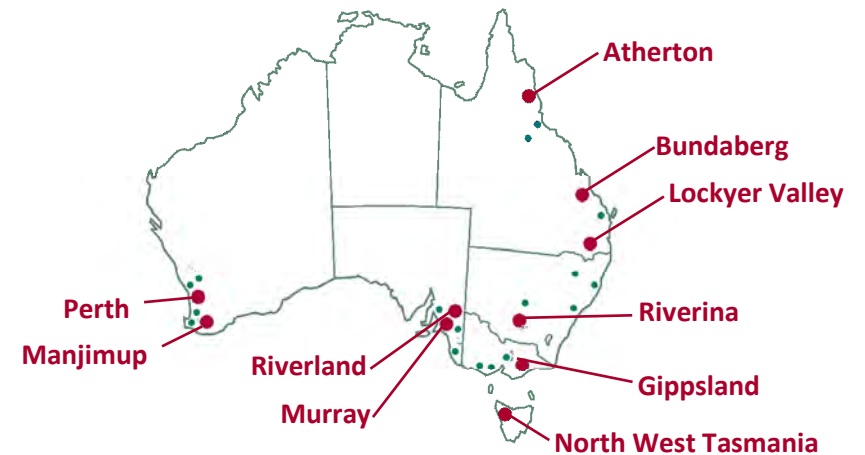 Atherton
Bundaberg
Lockyer Valley
Perth
Riverina
Manjimup
Riverland
Gippsland
Murray
North West Tasmania